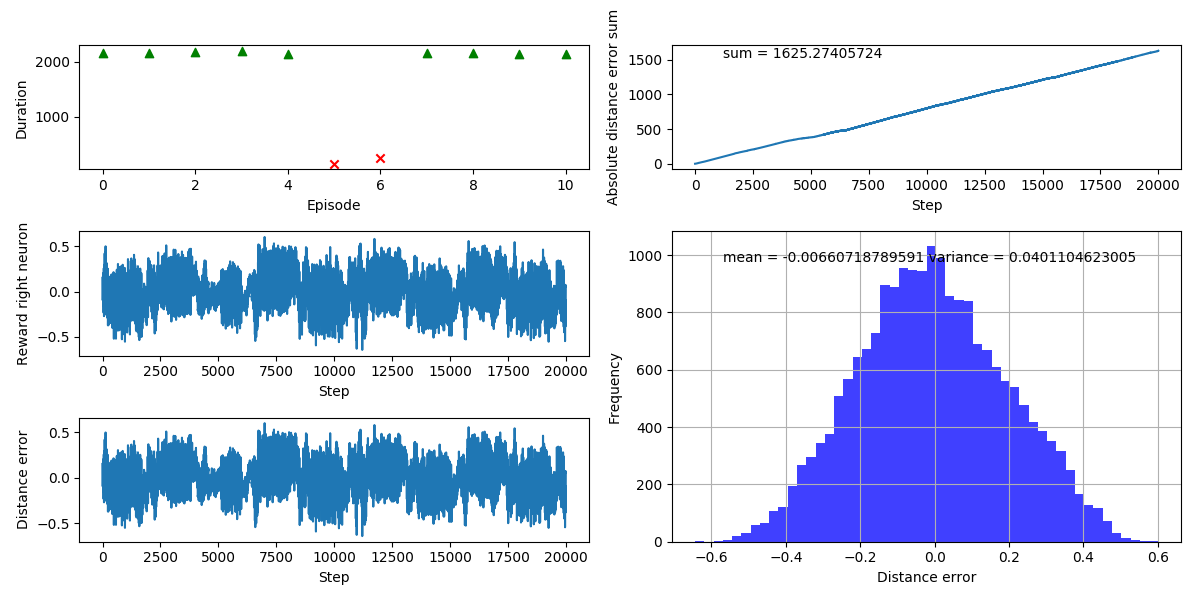 2000
1000
Duration
0 2 4 6 8 10
Episode
Absolute distance error sum
sum = 1625.27405724
1500
1000
500
0
0 2500 5000 7500 10000 12500 15000 17500 20000
Step
Reward right neuron
0.5
0.0
−0.5
0 2500 5000 7500 10000 12500 15000 17500 20000
Step
Distance error
0.5
0.0
−0.5
0 2500 5000 7500 10000 12500 15000 17500 20000
Step
mean = -0.00660718789591 variance = 0.0401104623005
Frequency
1000
800
600
400
200
0
−0.6 −0.4 −0.2 0.0 0.2 0.4 0.6
Distance error